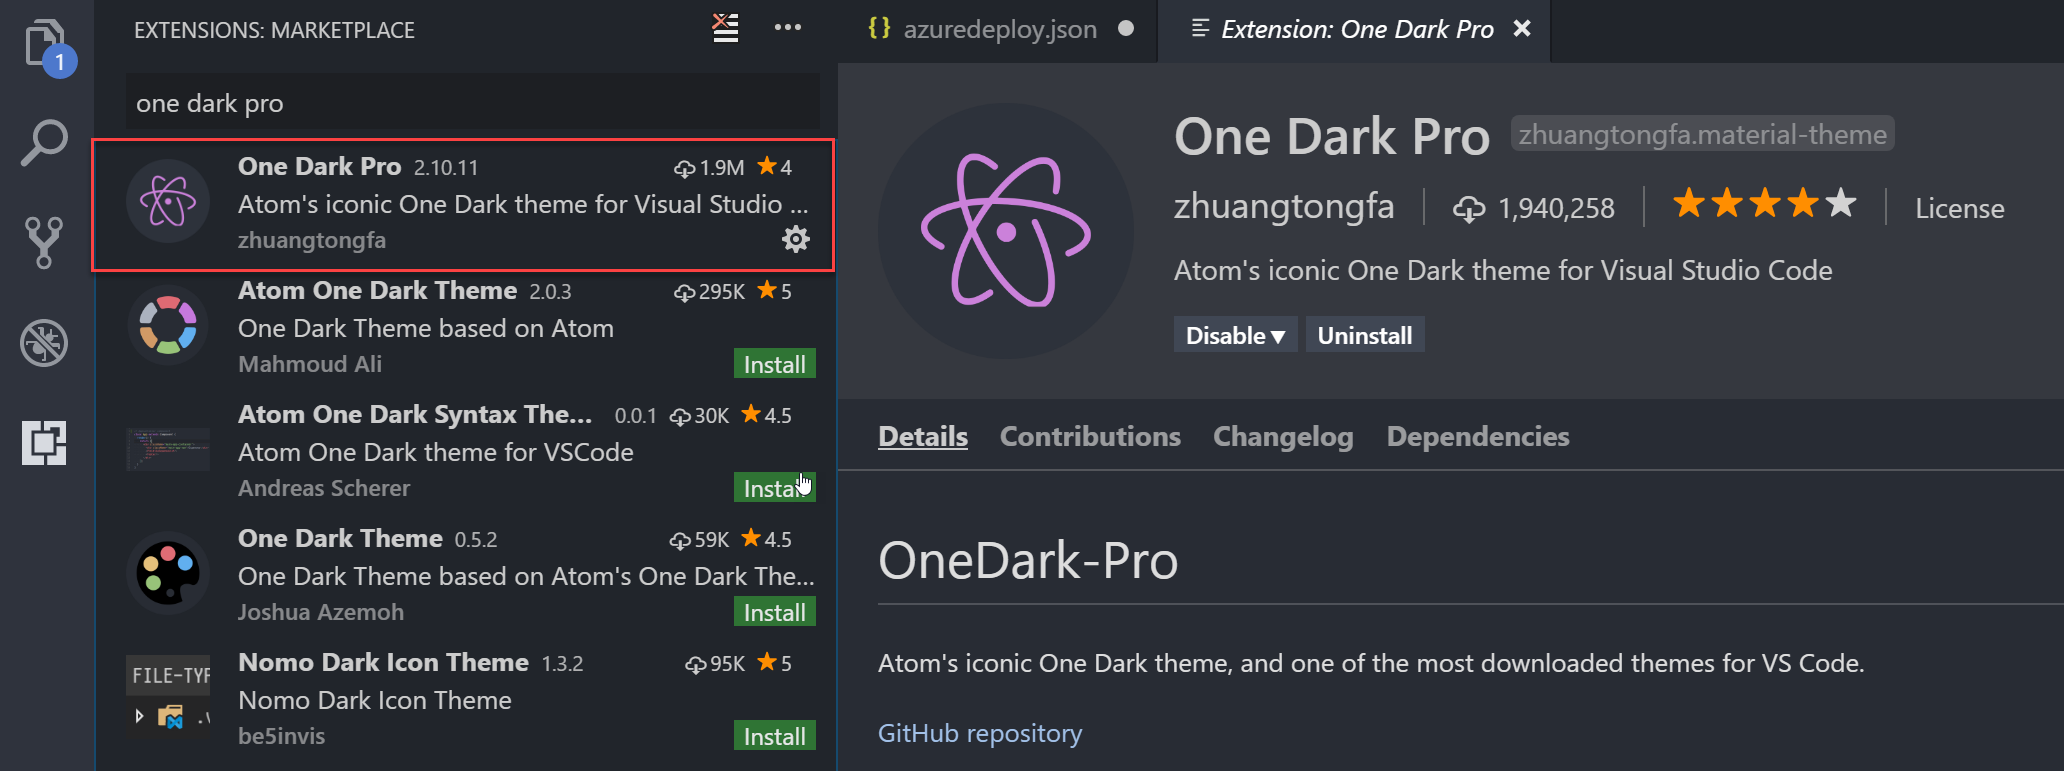 EXTENSIONS: MARKETPLACE
1
one dark pro
One Dark Pro 2.10.11 1.9M 4
Atom's iconic One Dark theme for Visual Studio ...
zhuangtongfa
Atom One Dark Theme 2.0.3 295K 5
One Dark Theme based on Atom
Mahmoud Ali Install
Atom One Dark Syntax The... 0.0.1 30K 4.5
Atom One Dark theme for VSCode
Andreas Scherer Install
One Dark Theme 0.5.2 59K 4.5
One Dark Theme based on Atom's One Dark The...
Joshua Azemoh Install
FILE-TYP
Nomo Dark Icon Theme 1.3.2 95K 5
Nomo Dark Icon Theme
be5invis Install
{} azuredeploy.json
Extension: One Dark Pro
One Dark Pro zhuangtongfa.material-theme
zhuangtongfa 1,940,258 License
Atom's iconic One Dark theme for Visual Studio Code
Disable Uninstall
Details Contributions Changelog Dependencies
OneDark-Pro
Atom's iconic One Dark theme, and one of the most downloaded themes for VS Code.
GitHub repository